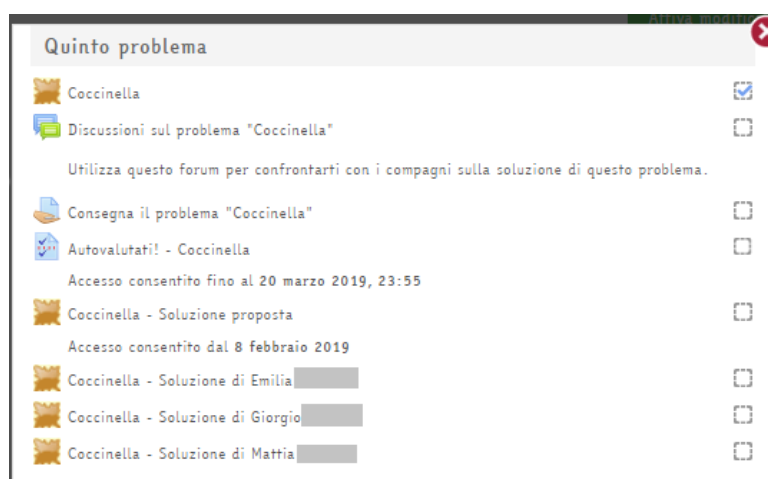 Attiva modific
Quinto problema
Coccinella
Discussioni sul problema "Coccinella"
Utilizza questo forum per confrontarti con i compagni sulla soluzione di questo problema.
Consegna il problema "Coccinella"
Autovalutati! - Coccinella
Accesso consentito fino al 20 marzo 2019, 23:55
Coccinella - Soluzione proposta
Accesso consentito dal 8 febbraio 2019
Coccinella - Soluzione di Emilia
Coccinella - Soluzione di Giorgio
Coccinella - Soluzione di Mattia